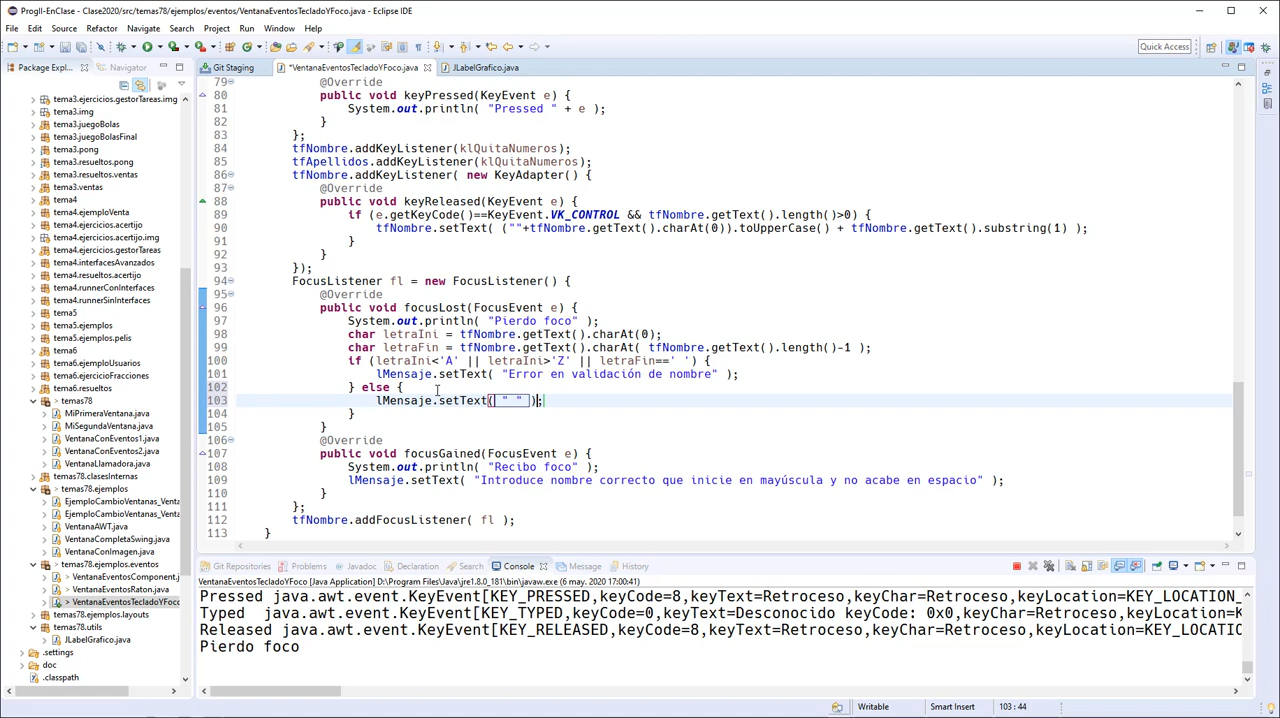 ProgII-EnClase - Clase2020/src/temas78/ejemplos/eventos/VentanaEventosTecladoYFoco.java - Eclipse IDE
File Edit Source Refactor Navigate Search Project Run Window Help
Quick Access
Package Expl... Navigator
Git Staging *VentanaEventosTecladoYFoco.java JLabelGrafico.java
tema3.ejercicios.gestorTareas.img
tema3.img
tema3.juegoBolas
tema3.juegoBolasFinal
tema3.pong
tema3.resueltos.pong
tema3.resueltos.ventas
tema3.ventas
tema4
tema4.ejemploVenta
tema4.ejercicios.acertijo
tema4.ejercicios.acertijo.img
tema4.ejercicios.gestorTareas
tema4.interfacesAvanzados
tema4.resueltos.acertijo
tema4.runnerConInterfaces
tema4.runnerSinInterfaces
tema5
tema5.ejemplos
tema5.ejemplos.pelis
tema6
tema6.ejemploUsuarios
tema6.ejercicioFracciones
tema6.resueltos
temas78
MiPrimeraVentana.java
MiSegundaVentana.java
VentanaConEventos1.java
VentanaConEventos2.java
VentanaLlamadora.java
temas78.clasesInternas
temas78.ejemplos
EjemploCambioVentanas_Venta
EjemploCambioVentanas_Venta
VentanaAWT.java
VentanaCompletaSwing.java
VentanaConImagen.java
temas78.ejemplos.eventos
> VentanaEventosComponent.j
> VentanaEventosRaton.java
> VentanaEventosTecladoYFoco
temas78.ejemplos.layouts
temas78.utils
JLabelGrafico.java
.settings
doc
.classpath
79 @Override
80 public void keyPressed(KeyEvent e) {
81 System.out.println( "Pressed " + e );
82 }
83 };
84 tfNombre.addKeyListener(klQuitaNumeros);
85 tfApellidos.addKeyListener(klQuitaNumeros);
86 tfNombre.addKeyListener( new KeyAdapter() {
87 @Override
88 public void keyReleased(KeyEvent e) {
89 if (e.getKeyCode()==KeyEvent.VK_CONTROL && tfNombre.getText().length()>0) {
90 tfNombre.setText( (""+tfNombre.getText().charAt(0)).toUpperCase() + tfNombre.getText().substring(1) );
91 }
92 }
93 });
94 FocusListener fl = new FocusListener() {
95 @Override
96 public void focusLost(FocusEvent e) {
97 System.out.println( "Pierdo foco" );
98 char letraIni = tfNombre.getText().charAt(0);
99 char letraFin = tfNombre.getText().charAt( tfNombre.getText().length()-1 );
100 if (letraIni<'A' || letraIni>'Z' || letraFin==' ') {
101 lMensaje.setText( "Error en validación de nombre" );
102 } else {
103 lMensaje.setText( " " );
104 }
105 }
106 @Override
107 public void focusGained(FocusEvent e) {
108 System.out.println( "Recibo foco" );
109 lMensaje.setText( "Introduce nombre correcto que inicie en mayúscula y no acabe en espacio" );
110 }
111 };
112 tfNombre.addFocusListener( fl );
113 }
Git Repositories Problems Javadoc Search Console Declaration Message History
VentanaEventosTecladoYFoco [Java Application] D:\Program Files\Java\jre1.8.0_181\bin\javaw.exe (6 may. 2020 17:00:41)
Pressed java.awt.event.KeyEvent[KEY_PRESSED,keyCode=8,keyText=Retroceso,keyChar=Retroceso,keyLocation=KEY_LOCATION_
Typed java.awt.event.KeyEvent[KEY_TYPED,keyCode=0,keyText=Desconocido keyCode: 0x0,keyChar=Retroceso,keyLocation=K
Released java.awt.event.KeyEvent[KEY_RELEASED,keyCode=8,keyText=Retroceso,keyChar=Retroceso,keyLocation=KEY_LOCATIO
Pierdo foco
Writable Smart Insert 103 : 44